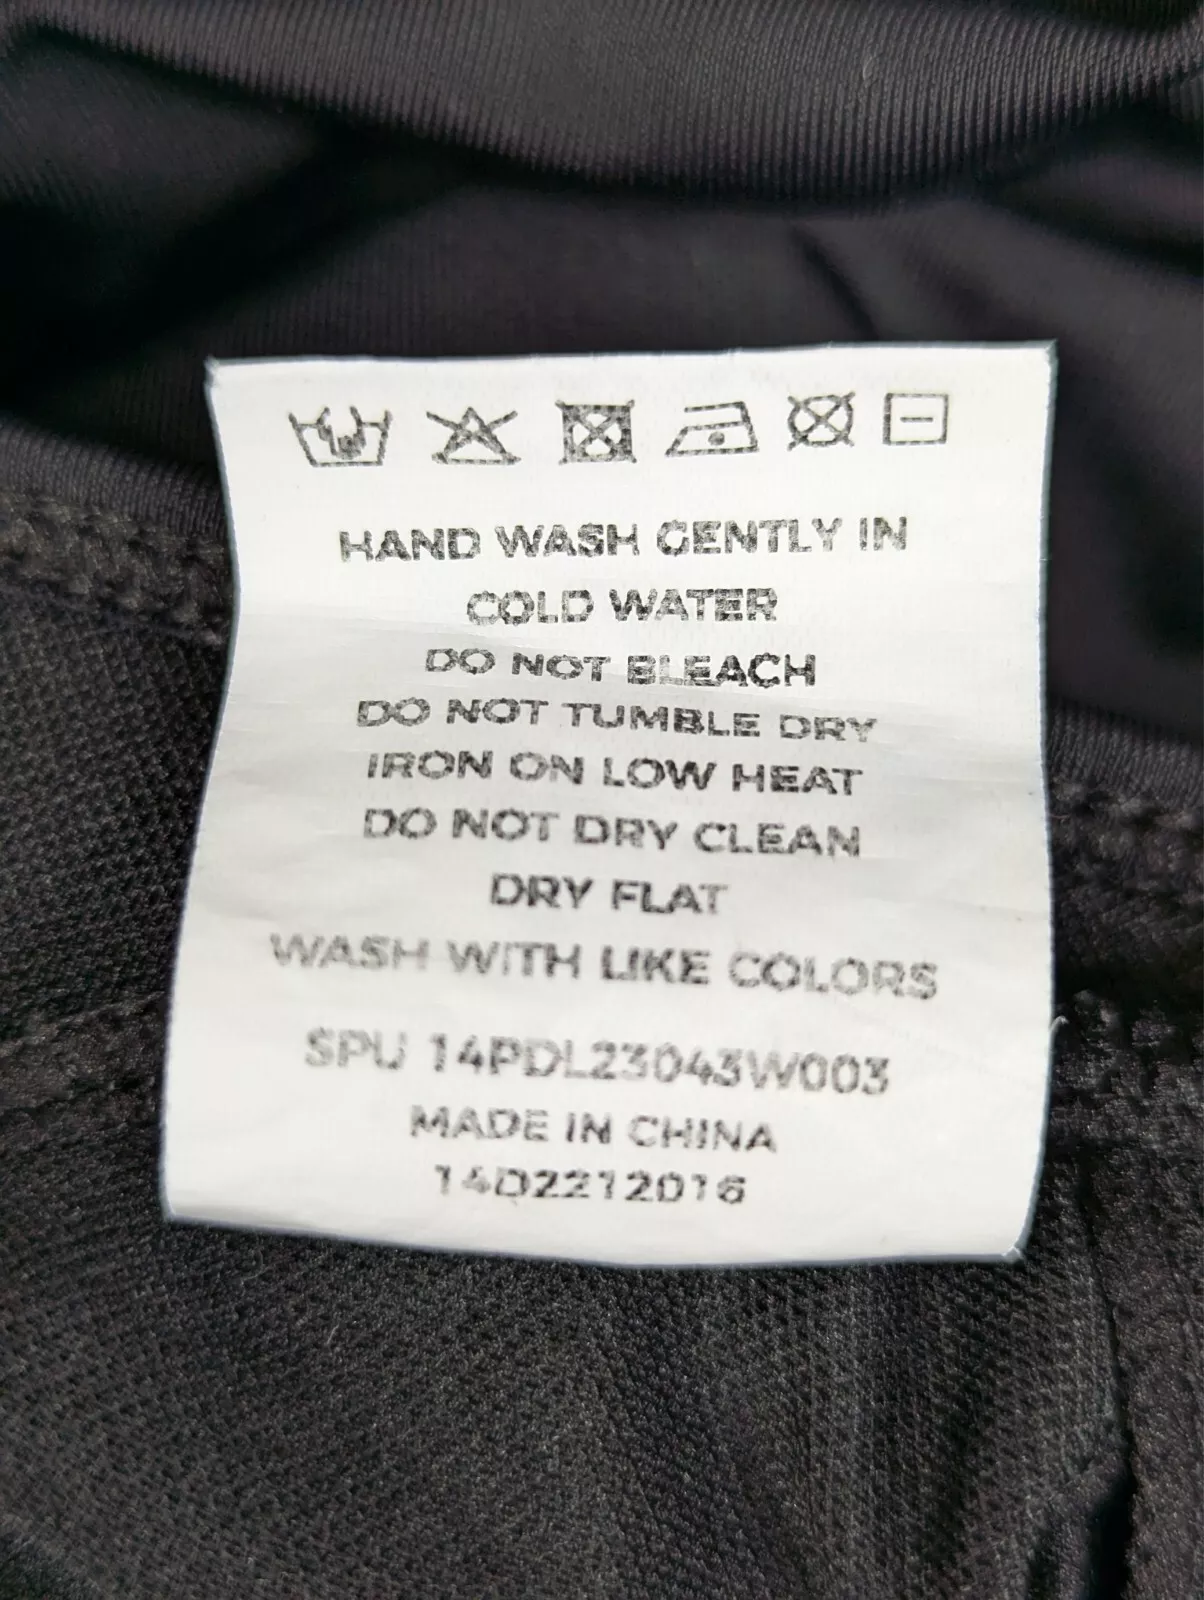 HAND WASH GENTLY IN
COLD WATER
DO NOT BLEACH
DO NOT TUMBLE DRY
IRON ON LOW HEAT
DO NOT DRY CLEAN
DRY FLAT
WASH WITH LIKE COLORS
SPU 14PDL23043W003
MADE IN CHINA
14D2212016